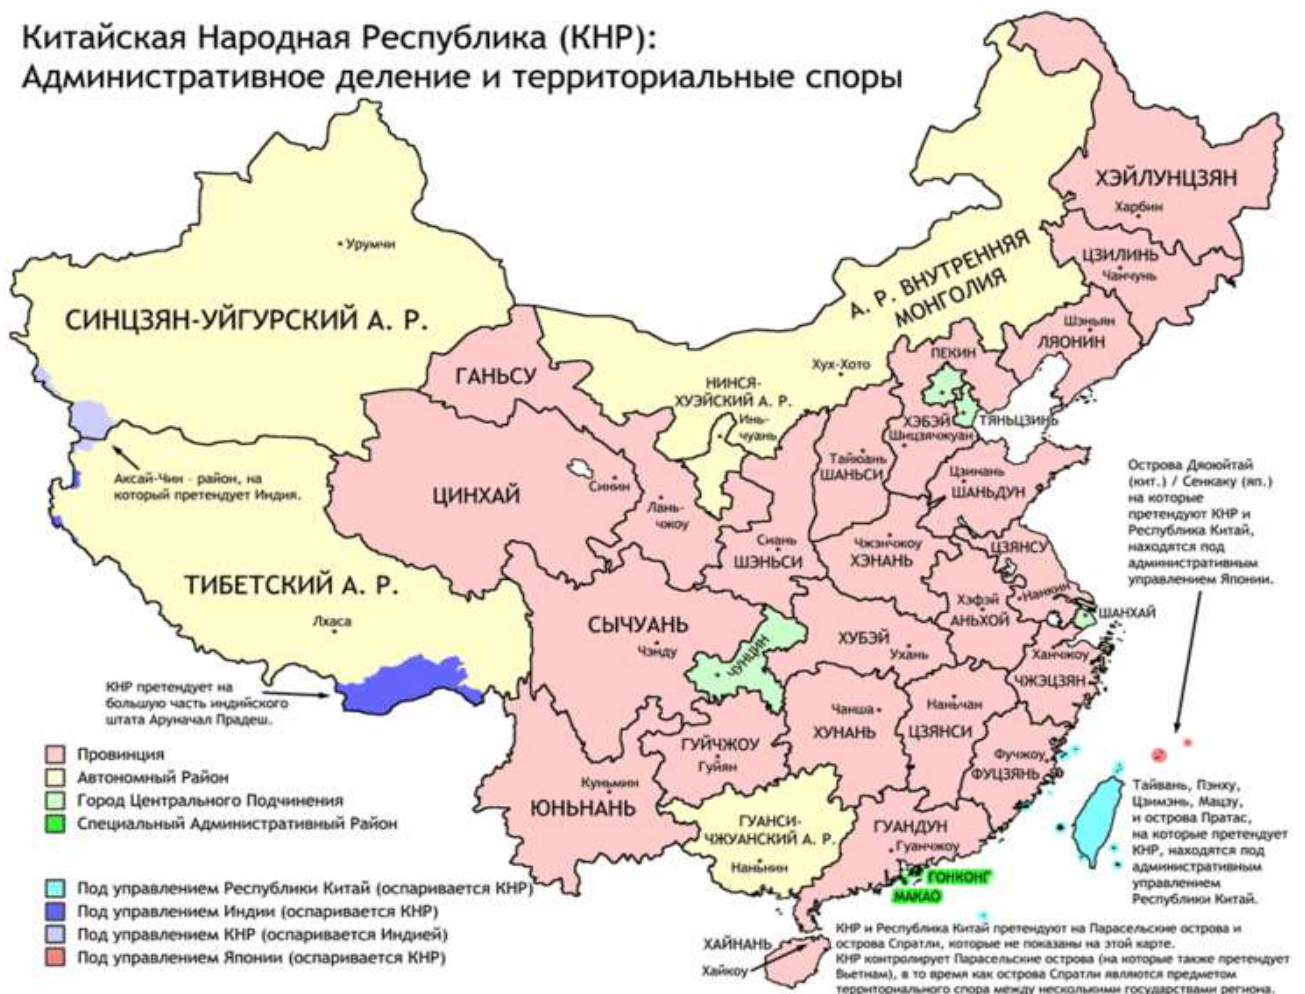 Китайская Народная Республика (КНР):
Административное деление и территориальные споры
ХЭЙЛУНЦЗЯН
Харбин
Урумчи
СИНЦЗЯН-УЙГУРСКИЙ А. Р.
А. Р. ВНУТРЕННЯЯ
МОНГОЛИЯ
ЦЗИЛИНЬ
Чанчунь
Шэньян
ЛЯОНИН
ПЕКИН
ГАНЬСУ
Хух-Хото
НИНСЯ-
ХУЭЙСКИЙ А. Р.
Инь-
чуань
ХЭБЭЙ
Шицзячжуан
ТЯНЬЦЗИНЬ
Тайюань
ШАНЬСИ
Цзинань
ШАНЬДУН
Аксай-Чин - район, на
который претендует Индия.
ЦИНХАЙ
Синин
Лань-
чжоу
Сиань
ШЭНЬСИ
Чжэнчжоу
ХЭНАНЬ
ЦЗЯНСУ
Острова Дяоюйтай
(кит.) / Сенкаку (яп.)
на которые
претендуют КНР и
Республика Китай,
находятся под
административным
управлением Японии.
ТИБЕТСКИЙ А. Р.
Лхаса
СЫЧУАНЬ
Чэнду
ЧУНЦИН
ХУБЭЙ
Ухань
Хэфэй
АНЬХОЙ
Нанкин
ШАНХАЙ
Ханчжоу
ЧЖЭЦЗЯН
КНР претендует на
большую часть индийского
штата Аруначал Прадеш.
Чанша
ХУНАНЬ
Наньчан
ЦЗЯНСИ
ГУЙЧЖОУ
Гуйян
Фучжоу
ФУЦЗЯНЬ
Куньмин
ЮНЬНАНЬ
ГУАНСИ-
ЧЖУАНСКИЙ А. Р.
Наньнин
ГУАНДУН
Гуанчжоу
ГОНКОНГ
МАКАО
Тайвань, Пэнху,
Цзимэнь, Мацзу,
и острова Пратас,
на которые претендует
КНР, находятся под
административным
управлением
Республики Китай.
Провинция
Автономный Район
Город Центрального Подчинения
Специальный Административный Район
Под управлением Республики Китай (оспаривается КНР)
Под управлением Индии (оспаривается КНР)
Под управлением КНР (оспаривается Индией)
Под управлением Японии (оспаривается КНР)
ХАЙНАНЬ
Хайкоу
КНР и Республика Китай претендуют на Парасельские острова и
острова Спратли, которые не показаны на этой карте.
КНР контролирует Парасельские острова (на которые также претендует
Вьетнам), в то время как острова Спратли являются предметом
территориального спора между несколькими государствами региона.